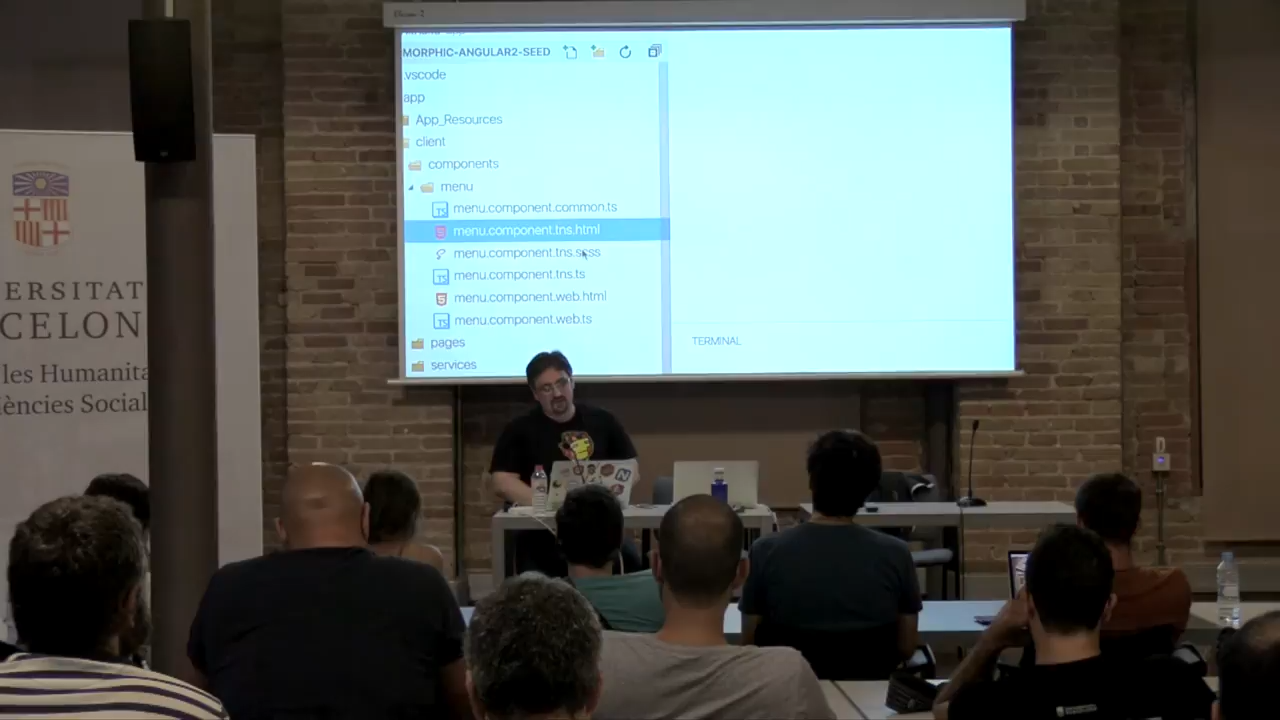 MORPHIC-ANGULAR2-SEED
.vscode
app
App_Resources
client
components
menu
menu.component.common.ts
menu.component.tns.html
menu.component.tns.scss
menu.component.tns.ts
menu.component.web.html
menu.component.web.ts
pages
services
TERMINAL
ERSITAT
CELON
les Humanita
iències Social